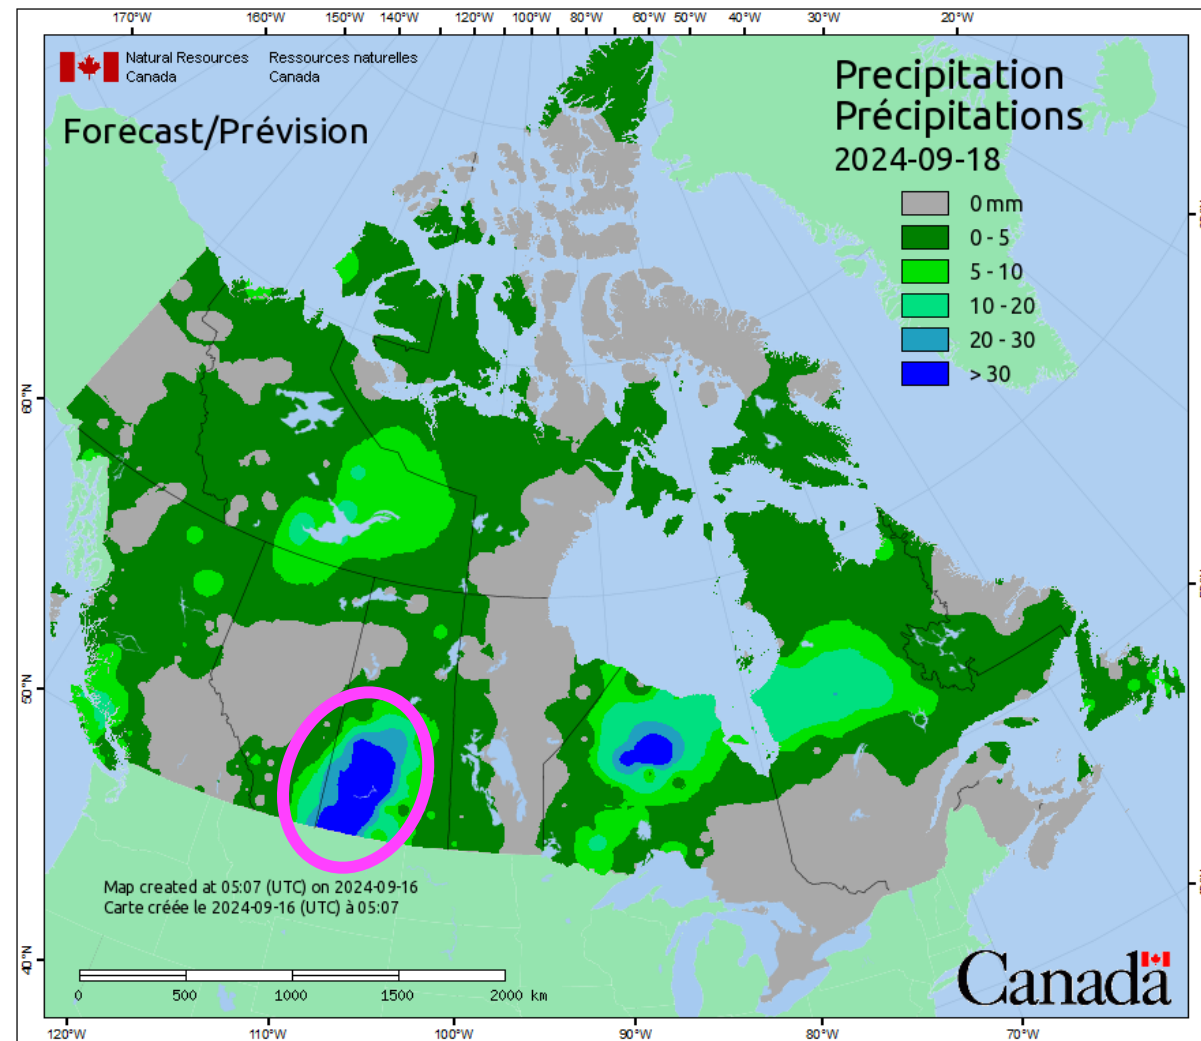 170°W 160°W 150°W 140°W 120°W 100°W 80°W 60°W 50°W 40°W 30°W 20°W
Natural Resources Ressources naturelles
Canada Canada
Forecast/Prévision
Precipitation
Précipitations
2024-09-18
0 mm
0 - 5
5 - 10
10 - 20
20 - 30
> 30
60°N
50°N
40°N
Map created at 05:07 (UTC) on 2024-09-16
Carte créée le 2024-09-16 (UTC) à 05:07
0 500 1000 1500 2000 km
Canada
120°W 110°W 100°W 90°W 80°W 70°W